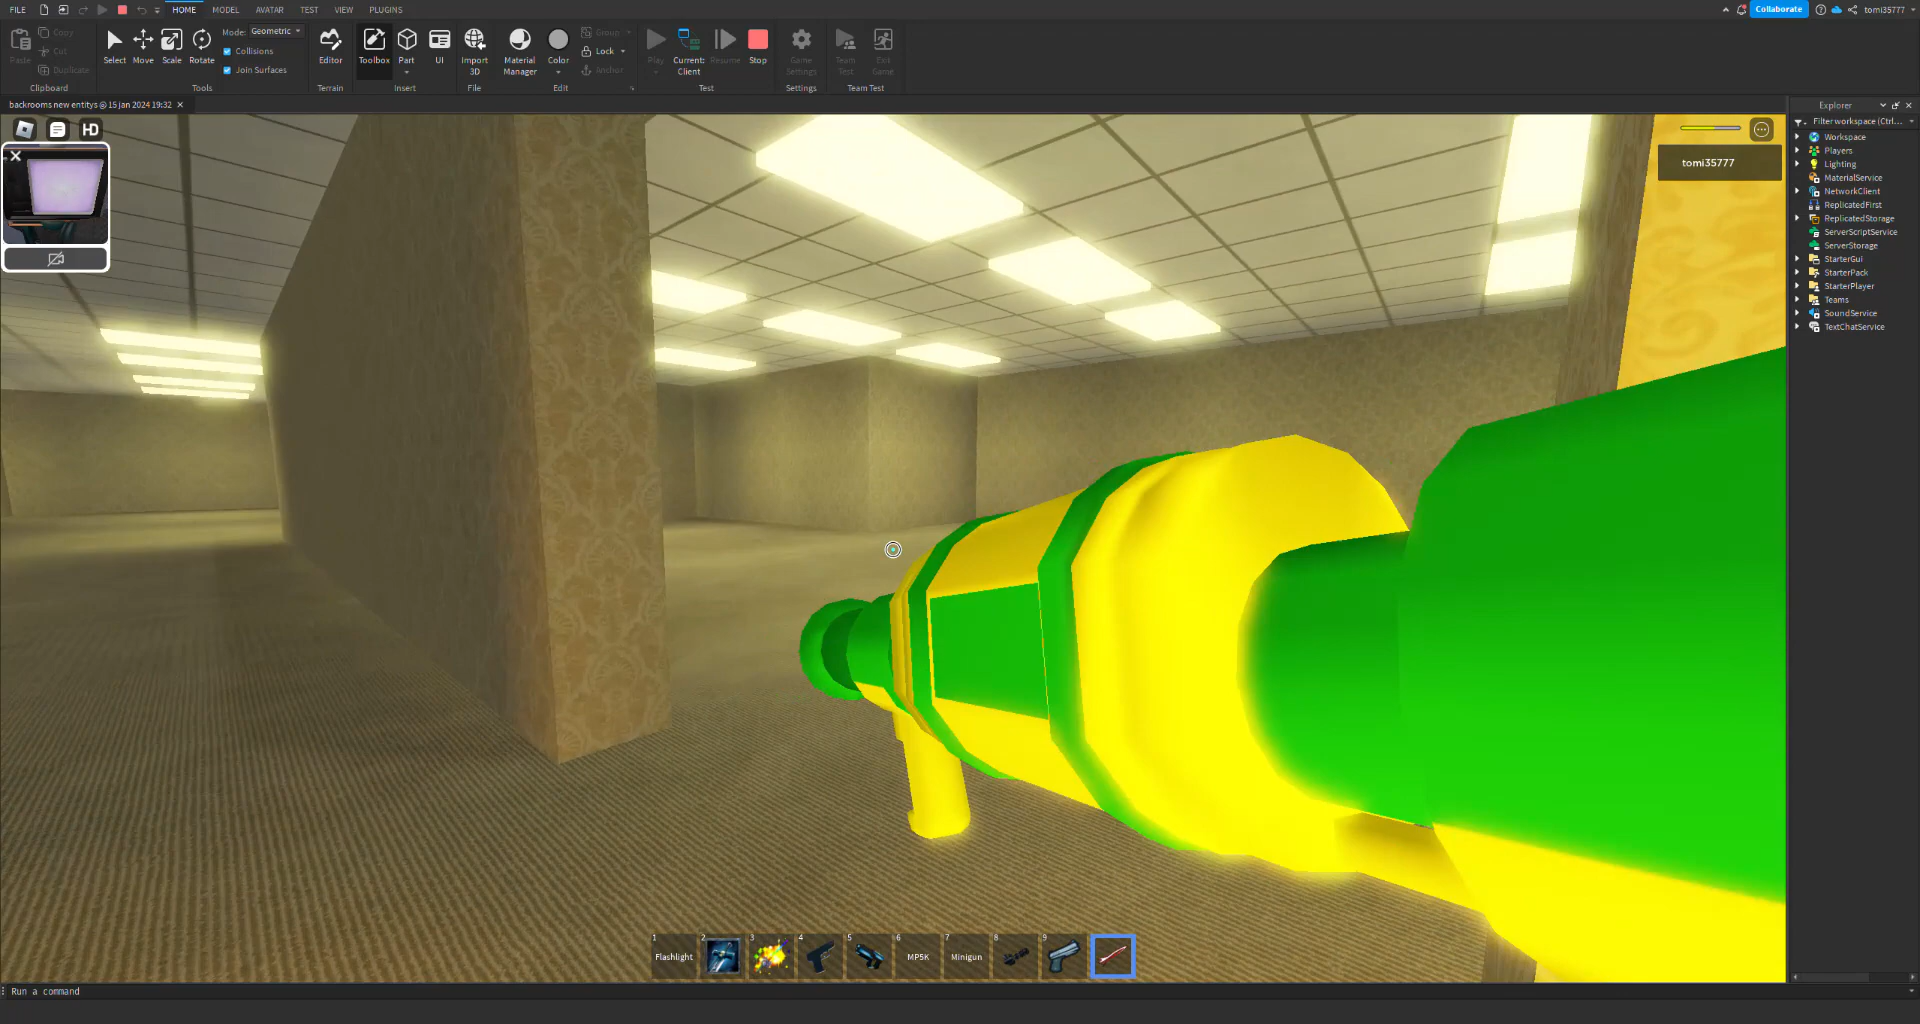 FILE HOME MODEL AVATAR TEST VIEW PLUGINS Collaborate tomi35777
Paste Copy Cut Duplicate
Select Move Scale Rotate
Mode: Geometric
Collisions
Join Surfaces
Editor Toolbox Part UI Import 3D Material Manager Color
Group Lock Anchor
Play Current: Client Resume Stop Game Settings Team Test Exit Game
Clipboard Tools Terrain Insert File Edit Test Settings Team Test
backrooms new entitys @ 15 jan 2024 19:32
HD
tomi35777
Explorer
Filter workspace (Ctrl...
Workspace
Players
Lighting
MaterialService
NetworkClient
ReplicatedFirst
ReplicatedStorage
ServerScriptService
ServerStorage
StarterGui
StarterPack
StarterPlayer
Teams
SoundService
TextChatService
1 2 3 4 5 6 7 8 9
Flashlight MP5K Minigun
Run a command